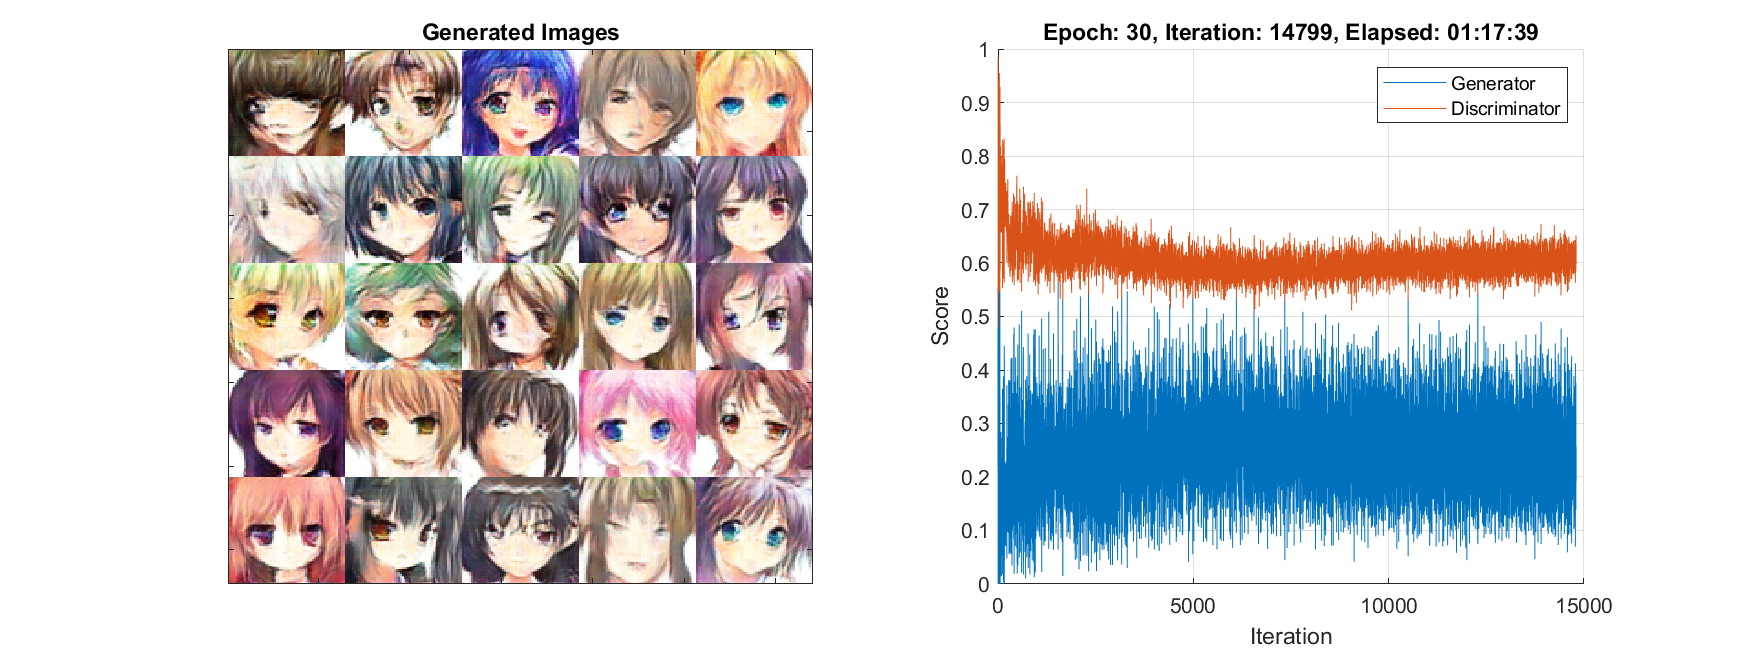 Generated Images
Epoch: 30, Iteration: 14799, Elapsed: 01:17:39
Generator
Discriminator
1
0.9
0.8
0.7
0.6
0.5
0.4
0.3
0.2
0.1
0
Score
0
5000
10000
15000
Iteration